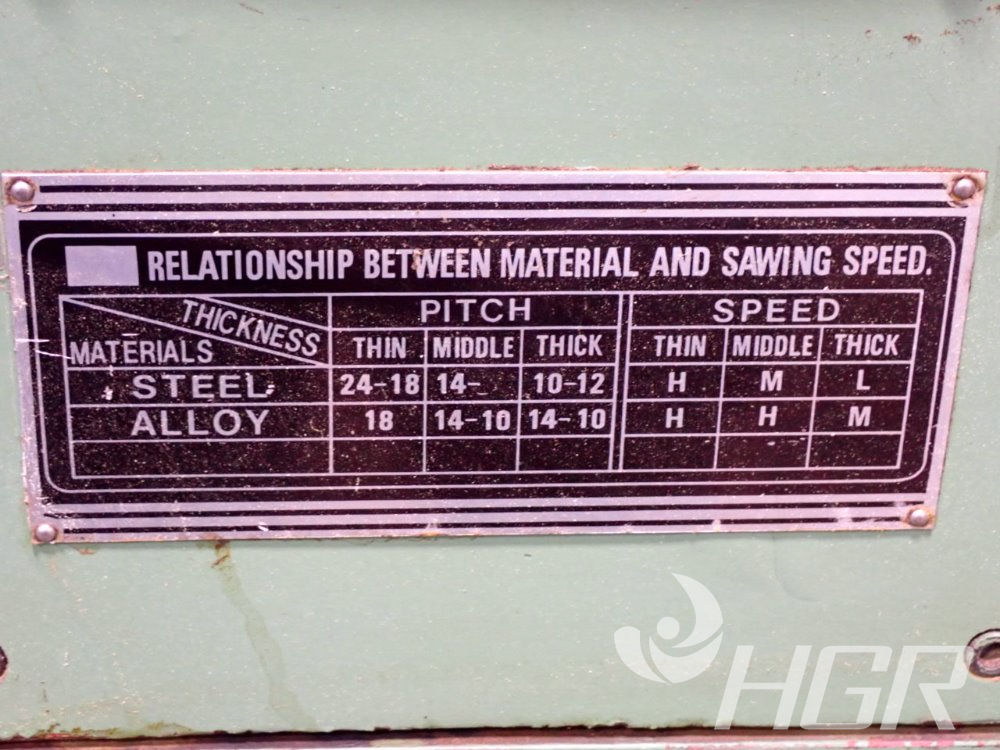 RELATIONSHIP BETWEEN MATERIAL AND SAWING SPEED.
THICKNESS PITCH SPEED
MATERIALS THIN MIDDLE THICK THIN MIDDLE THICK
STEEL 24-18 14- 10-12 H M L
ALLOY 18 14-10 14-10 H H M
HGR